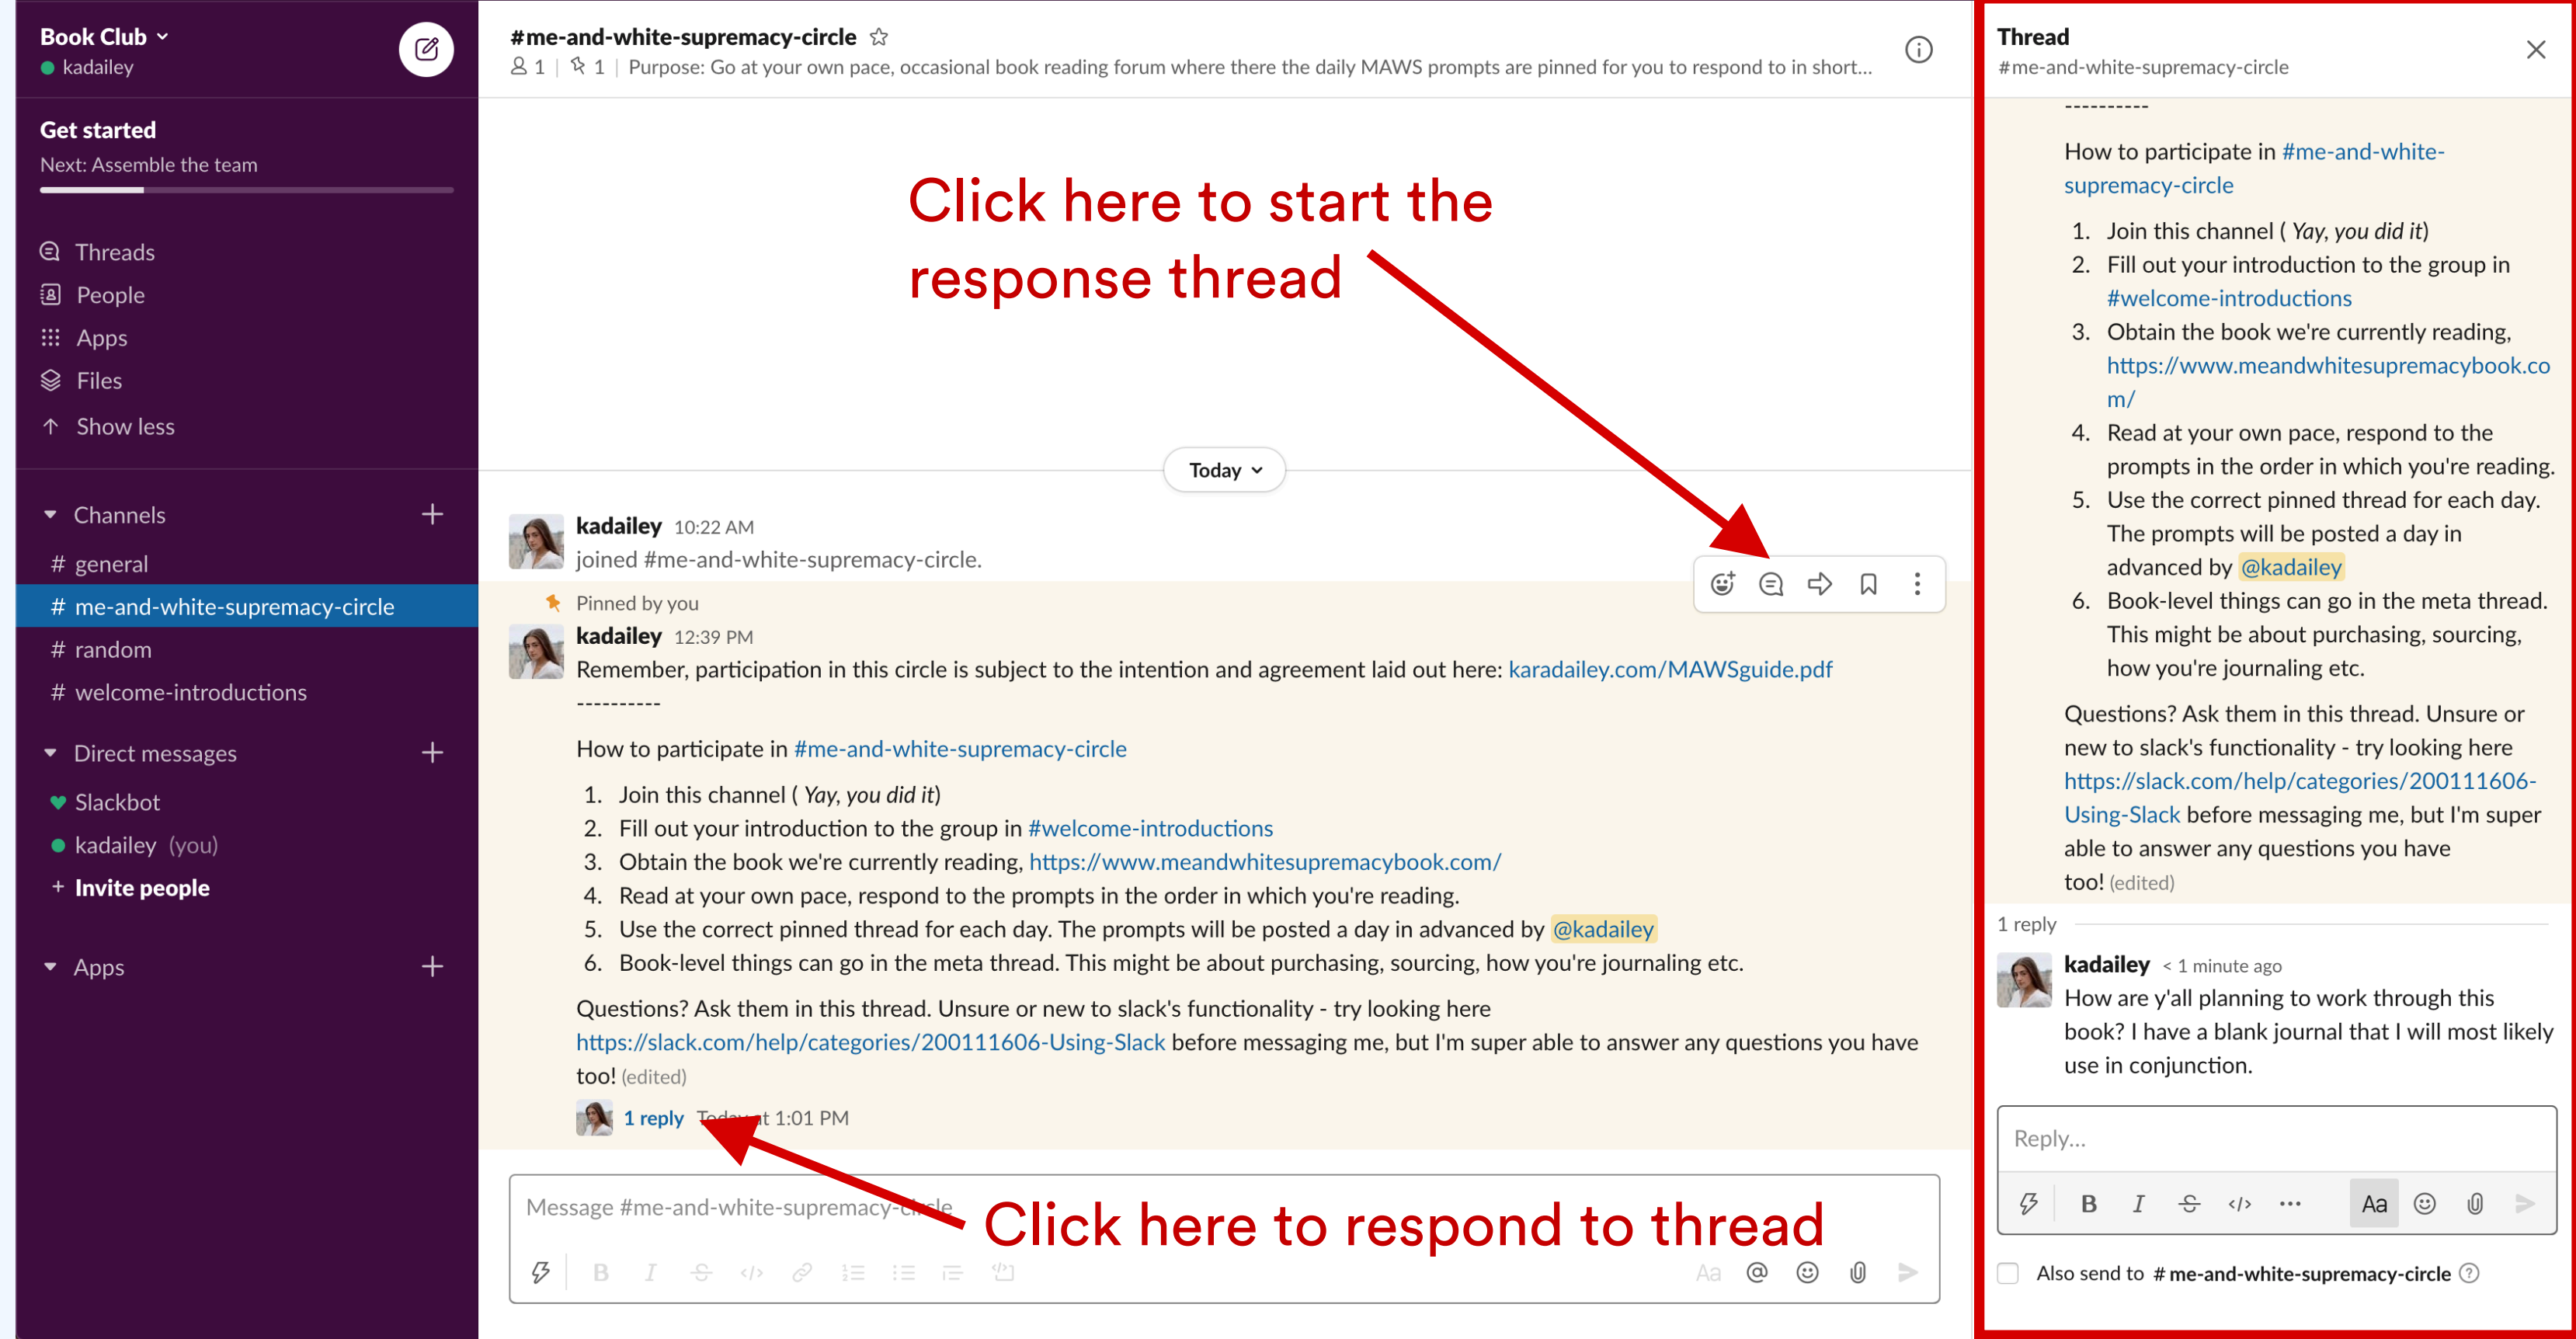 Book Club
kadailey
Get started
Next: Assemble the team
Threads
People
Apps
Files
Show less
Channels
# general
# me-and-white-supremacy-circle
# random
# welcome-introductions
Direct messages
Slackbot
kadailey (you)
+ Invite people
Apps
#me-and-white-supremacy-circle
1 | 1 | Purpose: Go at your own pace, occasional book reading forum where there the daily MAWS prompts are pinned for you to respond to in short...
Click here to start the
response thread
Today
kadailey 10:22 AM
joined #me-and-white-supremacy-circle.
Pinned by you
kadailey 12:39 PM
Remember, participation in this circle is subject to the intention and agreement laid out here: karadailey.com/MAWSguide.pdf
----------
How to participate in #me-and-white-supremacy-circle
1. Join this channel ( Yay, you did it)
2. Fill out your introduction to the group in #welcome-introductions
3. Obtain the book we're currently reading, https://www.meandwhitesupremacybook.com/
4. Read at your own pace, respond to the prompts in the order in which you're reading.
5. Use the correct pinned thread for each day. The prompts will be posted a day in advanced by @kadailey
6. Book-level things can go in the meta thread. This might be about purchasing, sourcing, how you're journaling etc.
Questions? Ask them in this thread. Unsure or new to slack's functionality - try looking here
https://slack.com/help/categories/200111606-Using-Slack before messaging me, but I'm super able to answer any questions you have
too! (edited)
1 reply Today at 1:01 PM
Message #me-and-white-supremacy-circle
Click here to respond to thread
B I S </> Aa @
Thread
#me-and-white-supremacy-circle
----------
How to participate in #me-and-white-
supremacy-circle
1. Join this channel ( Yay, you did it)
2. Fill out your introduction to the group in
#welcome-introductions
3. Obtain the book we're currently reading,
https://www.meandwhitesupremacybook.co
m/
4. Read at your own pace, respond to the
prompts in the order in which you're reading.
5. Use the correct pinned thread for each day.
The prompts will be posted a day in
advanced by @kadailey
6. Book-level things can go in the meta thread.
This might be about purchasing, sourcing,
how you're journaling etc.
Questions? Ask them in this thread. Unsure or
new to slack's functionality - try looking here
https://slack.com/help/categories/200111606-
Using-Slack before messaging me, but I'm super
able to answer any questions you have
too! (edited)
1 reply
kadailey < 1 minute ago
How are y'all planning to work through this
book? I have a blank journal that I will most likely
use in conjunction.
Reply...
B I S </> ... Aa
Also send to # me-and-white-supremacy-circle ?